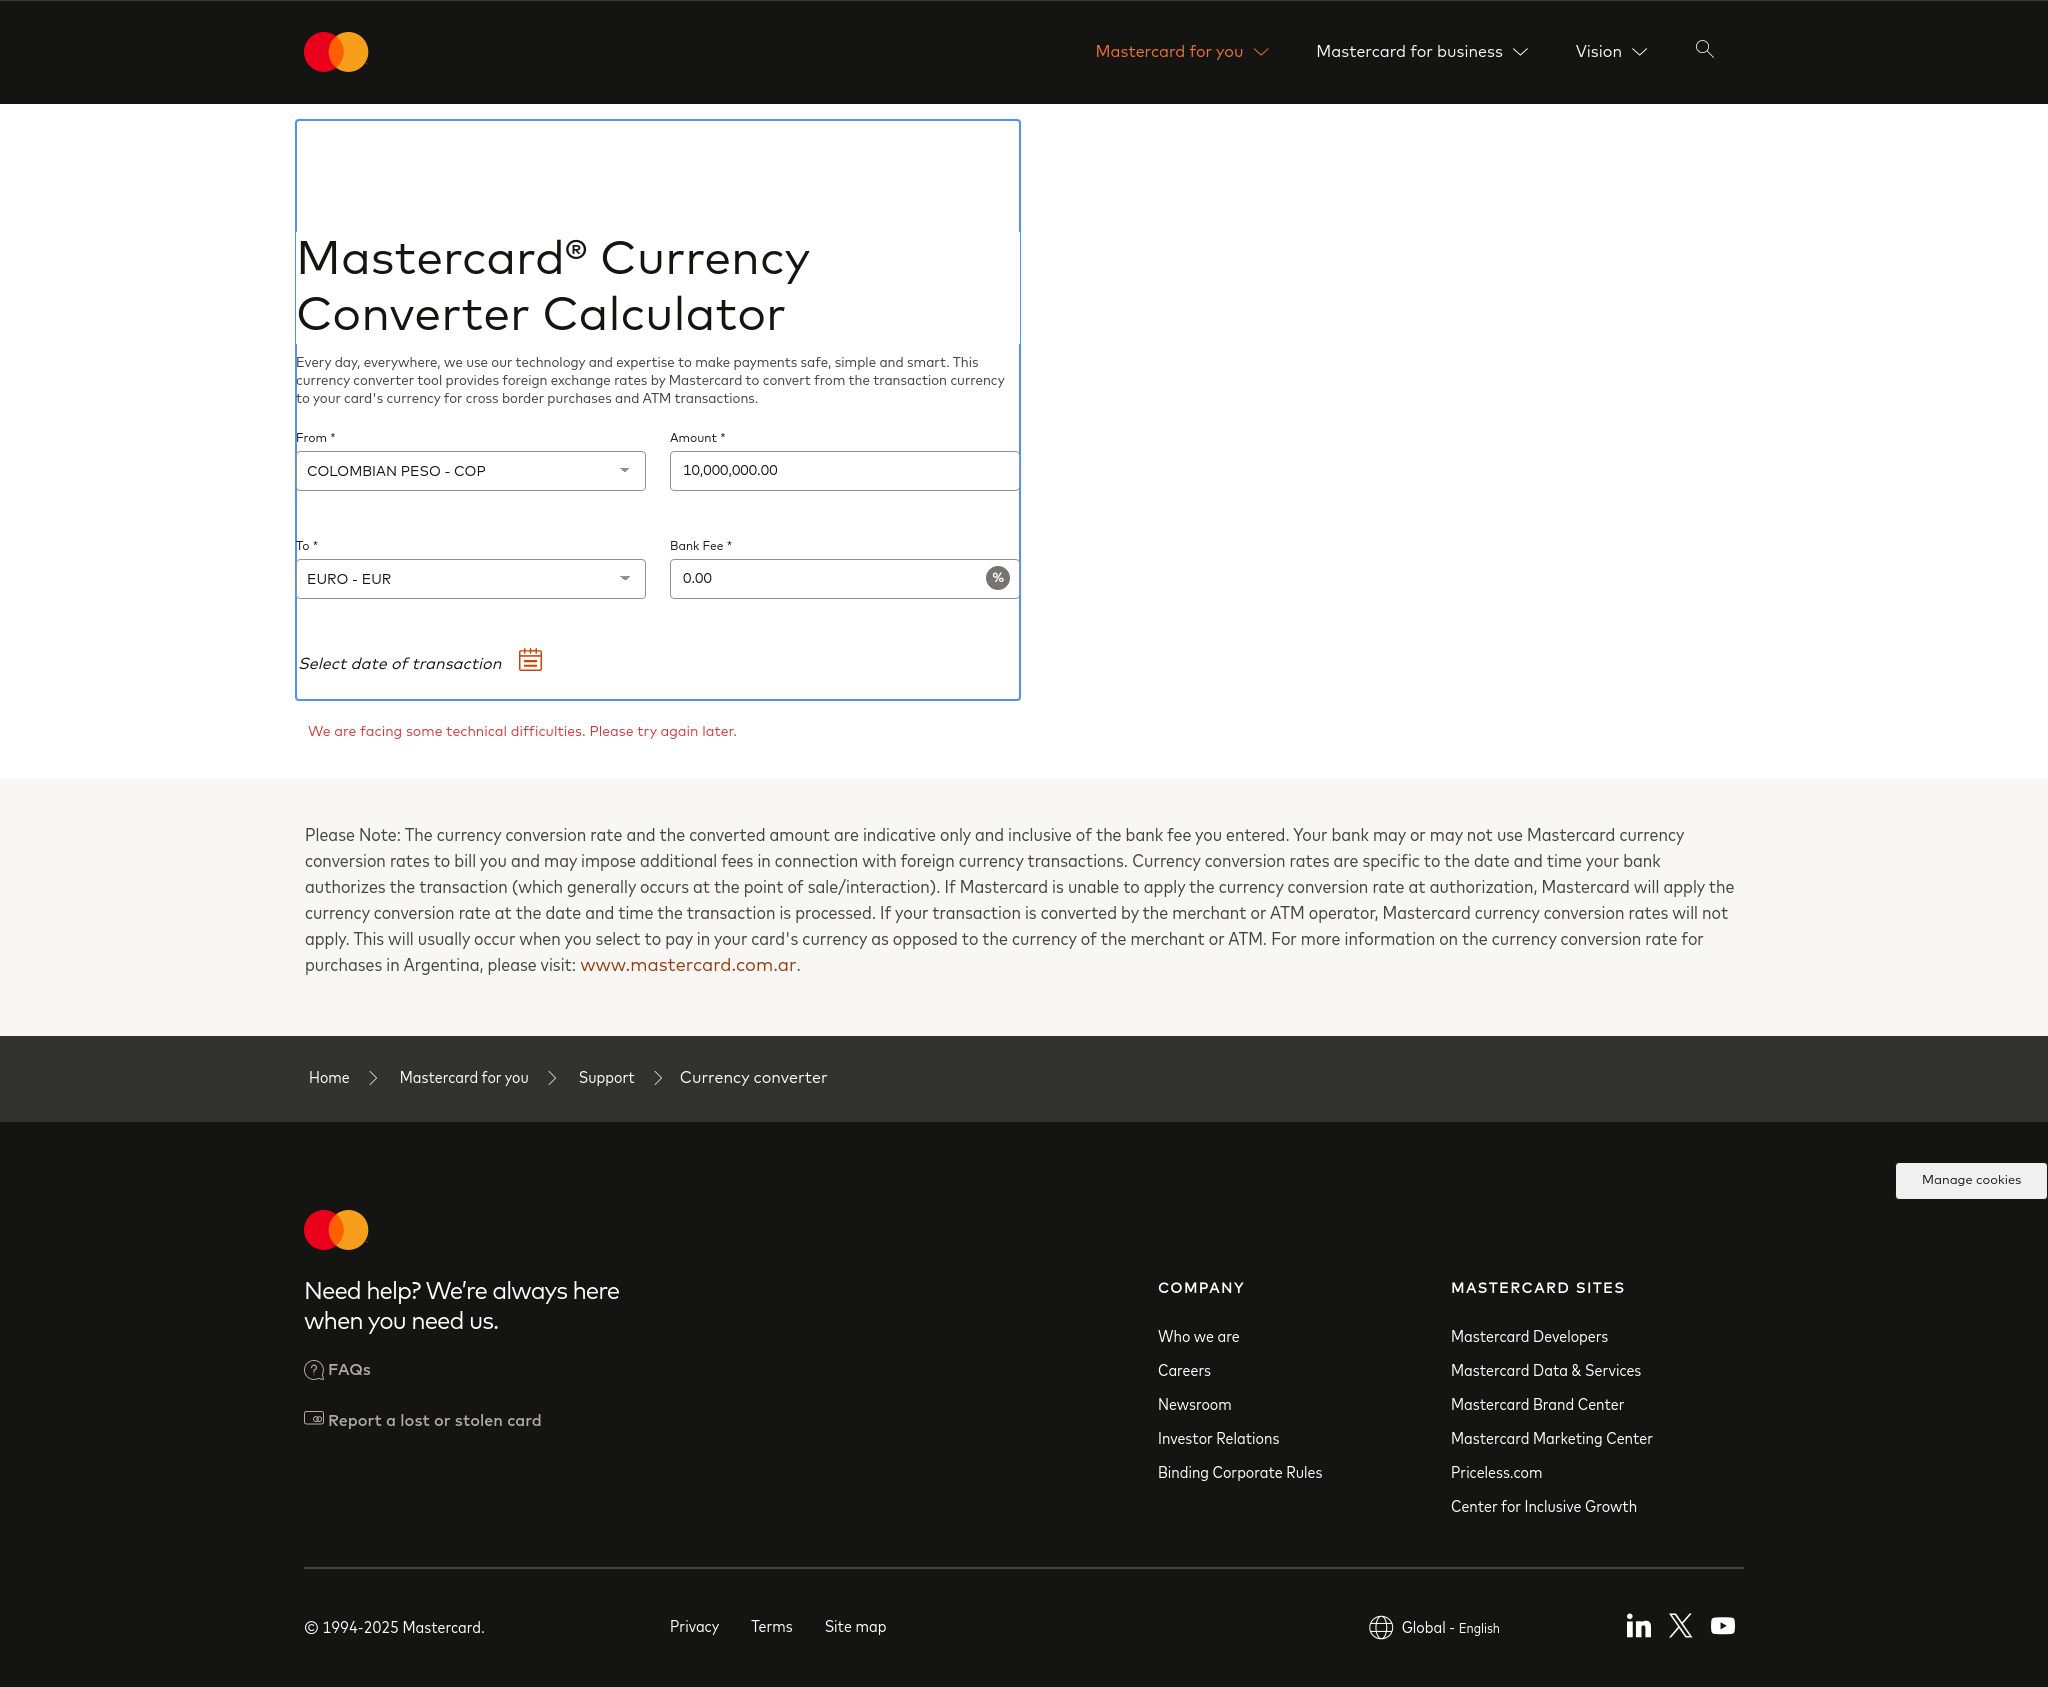 Mastercard for you
Mastercard for business
Vision
Mastercard® Currency
Converter Calculator
Every day, everywhere, we use our technology and expertise to make payments safe, simple and smart. This
currency converter tool provides foreign exchange rates by Mastercard to convert from the transaction currency
to your card's currency for cross border purchases and ATM transactions.
From *
Amount *
COLOMBIAN PESO - COP
10,000,000.00
To *
Bank Fee *
EURO - EUR
0.00
%
Select date of transaction
We are facing some technical difficulties. Please try again later.
Please Note: The currency conversion rate and the converted amount are indicative only and inclusive of the bank fee you entered. Your bank may or may not use Mastercard currency
conversion rates to bill you and may impose additional fees in connection with foreign currency transactions. Currency conversion rates are specific to the date and time your bank
authorizes the transaction (which generally occurs at the point of sale/interaction). If Mastercard is unable to apply the currency conversion rate at authorization, Mastercard will apply the
currency conversion rate at the date and time the transaction is processed. If your transaction is converted by the merchant or ATM operator, Mastercard currency conversion rates will not
apply. This will usually occur when you select to pay in your card's currency as opposed to the currency of the merchant or ATM. For more information on the currency conversion rate for
purchases in Argentina, please visit: www.mastercard.com.ar.
Home
Mastercard for you
Support
Currency converter
Manage cookies
Need help? We’re always here
when you need us.
FAQs
Report a lost or stolen card
COMPANY
Who we are
Careers
Newsroom
Investor Relations
Binding Corporate Rules
MASTERCARD SITES
Mastercard Developers
Mastercard Data & Services
Mastercard Brand Center
Mastercard Marketing Center
Priceless.com
Center for Inclusive Growth
© 1994-2025 Mastercard.
Privacy
Terms
Site map
Global - English